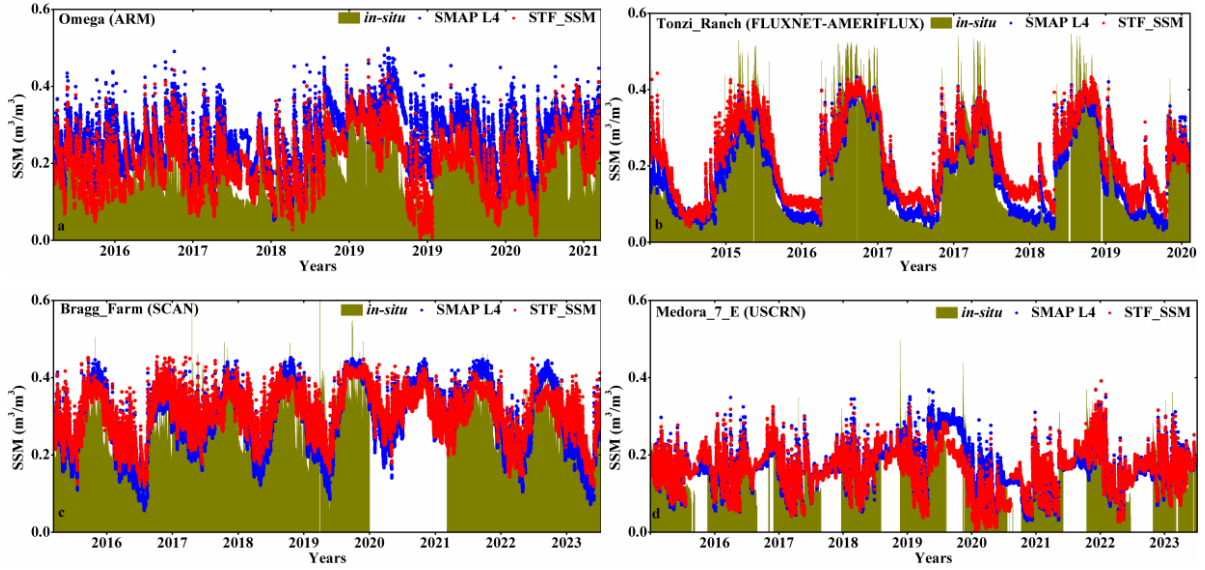 Omega (ARM) in-situ SMAP L4 STF_SSM
0.6
0.4
0.2
0.0
SSM (m³/m³)
a
2016 2017 2018 2019 2019 2020 2021
Years
Tonzi_Ranch (FLUXNET-AMERIFLUX) in-situ SMAP L4 STF_SSM
0.6
0.4
0.2
0.0
SSM (m³/m³)
b
2015 2016 2017 2017 2018 2019 2020
Years
Bragg_Farm (SCAN) in-situ SMAP L4 STF_SSM
0.6
0.4
0.2
0.0
SSM (m³/m³)
c
2016 2017 2018 2019 2020 2021 2022 2023
Years
Medora_7_E (USCRN) in-situ SMAP L4 STF_SSM
0.6
0.4
0.2
0.0
SSM (m³/m³)
d
2016 2017 2018 2019 2020 2021 2022 2023
Years